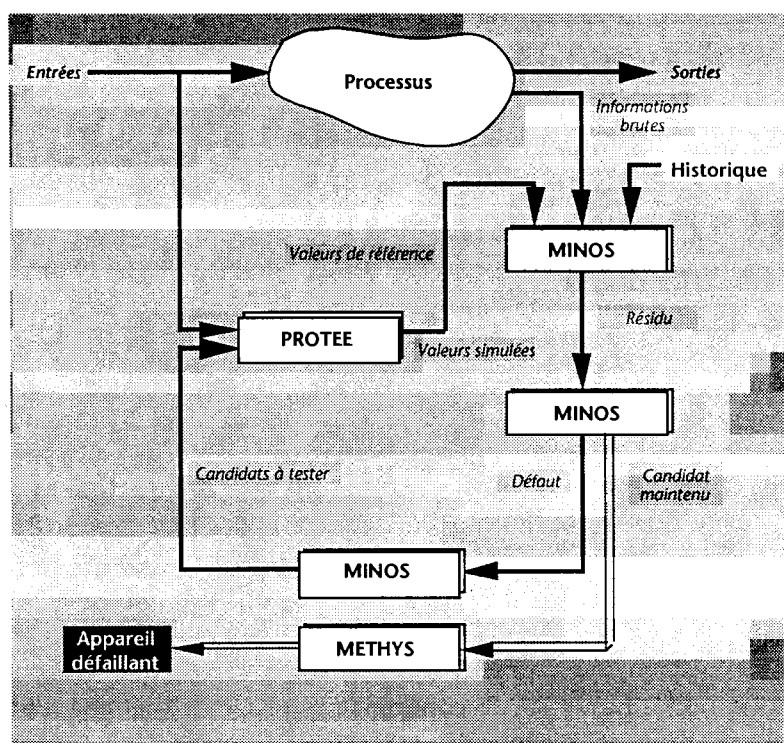 Entrées
Processus
Sorties
Informations
brutes
Historique
MINOS
Valeurs de référence
Résidu
PROTEE
Valeurs simulées
MINOS
Candidats à tester
Défaut
Candidat
maintenu
MINOS
Appareil
défaillant
METHYS